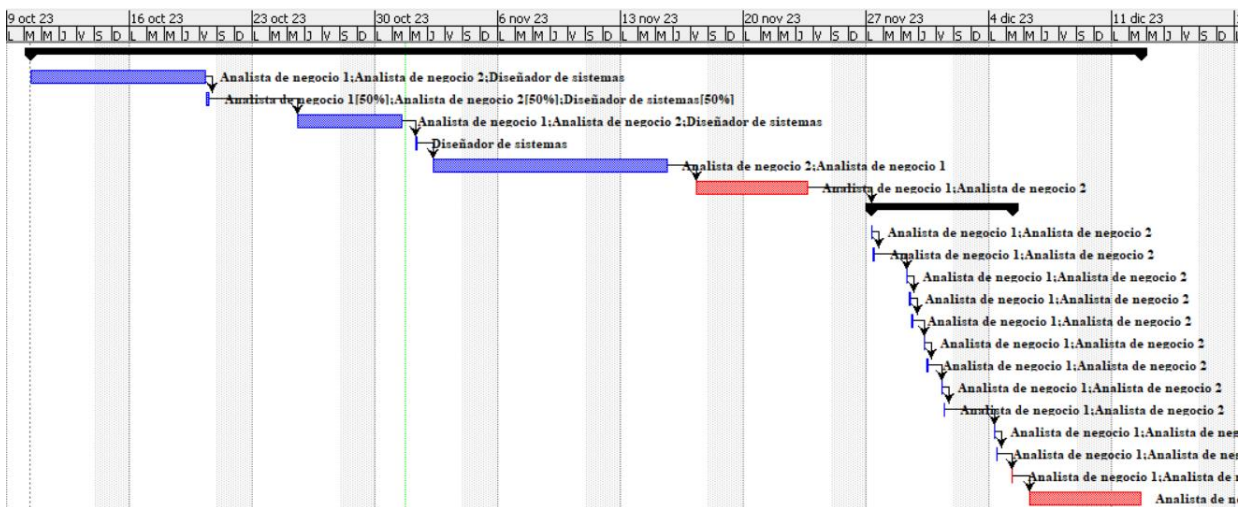 9 oct 23 16 oct 23 23 oct 23 30 oct 23 6 nov 23 13 nov 23 20 nov 23 27 nov 23 4 dic 23 11 dic 23
L M M J V S D L M M J V S D L M M J V S D L M M J V S D L M M J V S D L M M J V S D L M M J V S D L M M J V S D L M M J V S D L M M J V S D
Analista de negocio 1;Analista de negocio 2;Diseñador de sistemas
Analista de negocio 1[50%];Analista de negocio 2[50%];Diseñador de sistemas[50%]
Analista de negocio 1;Analista de negocio 2;Diseñador de sistemas
Diseñador de sistemas
Analista de negocio 2;Analista de negocio 1
Analista de negocio 1;Analista de negocio 2
Analista de negocio 1;Analista de negocio 2
Analista de negocio 1;Analista de negocio 2
Analista de negocio 1;Analista de negocio 2
Analista de negocio 1;Analista de negocio 2
Analista de negocio 1;Analista de negocio 2
Analista de negocio 1;Analista de negocio 2
Analista de negocio 1;Analista de negocio 2
Analista de negocio 1;Analista de negocio 2
Analista de negocio 1;Analista de negocio 2
Analista de negocio 1;Analista de neg
Analista de negocio 1;Analista de neg
Analista de negocio 1;Analista de
Analista de